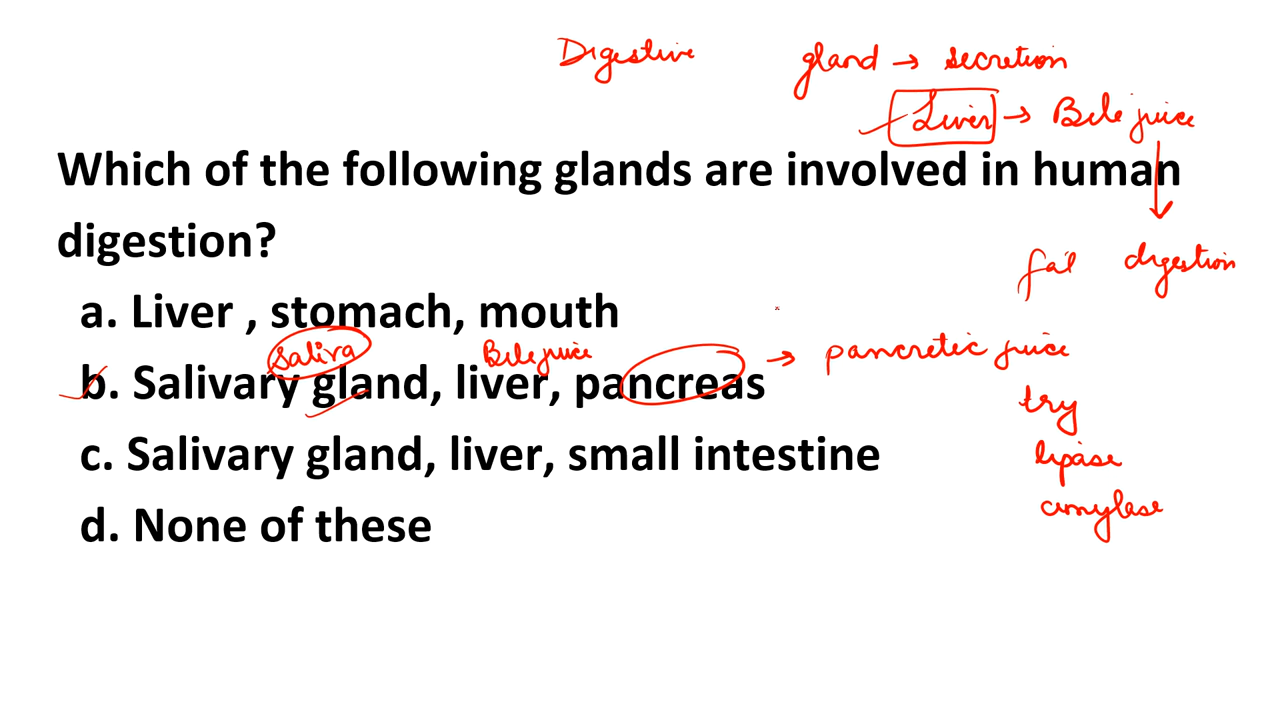 Digestive gland → secretion
Liver → Bile juice
Which of the following glands are involved in human
digestion?
fat digestion
a. Liver , stomach, mouth
Saliva Bile juice
pancretic juice
b. Salivary gland, liver, pancreas →
try
c. Salivary gland, liver, small intestine
lipase
amylase
d. None of these